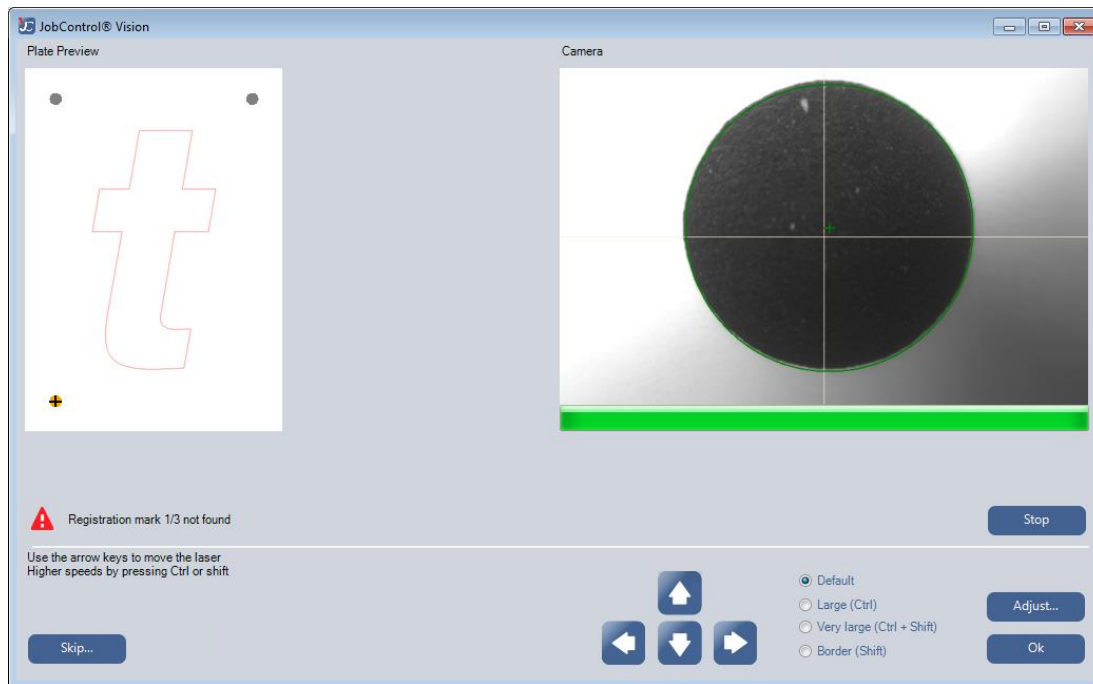 JobControl® Vision
Plate Preview
Camera
Registration mark 1/3 not found
Stop
Use the arrow keys to move the laser
Higher speeds by pressing Ctrl or shift
Default
Large (Ctrl)
Very large (Ctrl + Shift)
Border (Shift)
Adjust...
Ok
Skip...